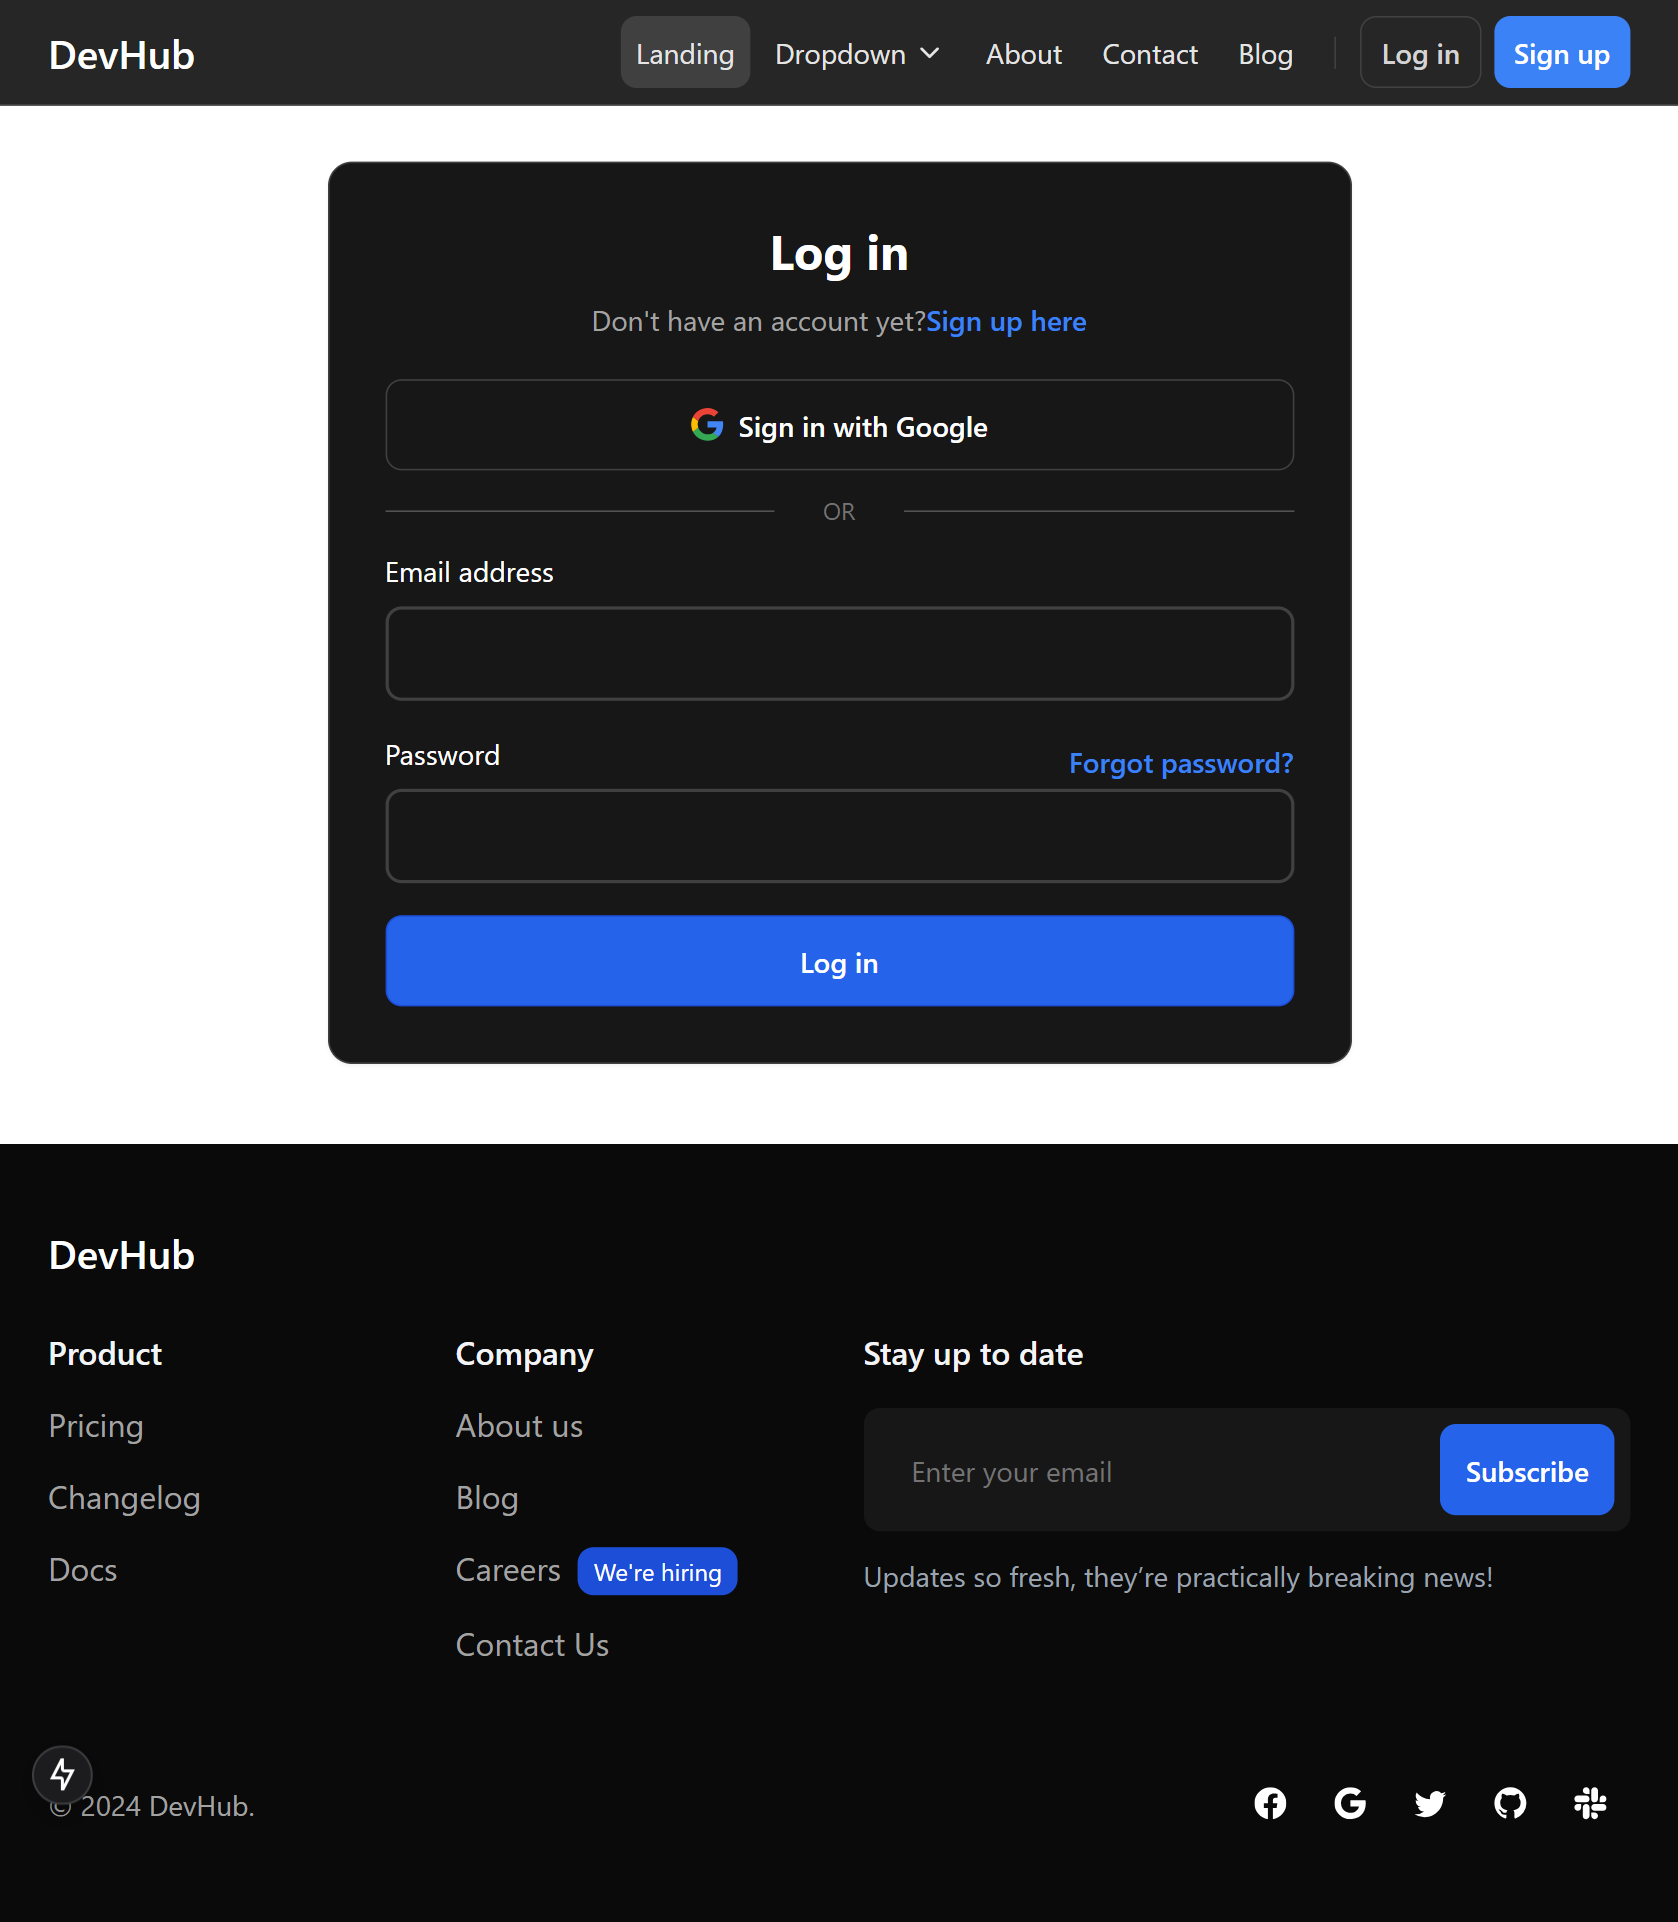 DevHub
Landing
Dropdown
About
Contact
Blog
Log in
Sign up
Log in
Don't have an account yet?Sign up here
Sign in with Google
OR
Email address
Password
Forgot password?
Log in
DevHub
Product
Pricing
Changelog
Docs
Company
About us
Blog
Careers We're hiring
Contact Us
Stay up to date
Enter your email
Subscribe
Updates so fresh, they’re practically breaking news!
© 2024 DevHub.